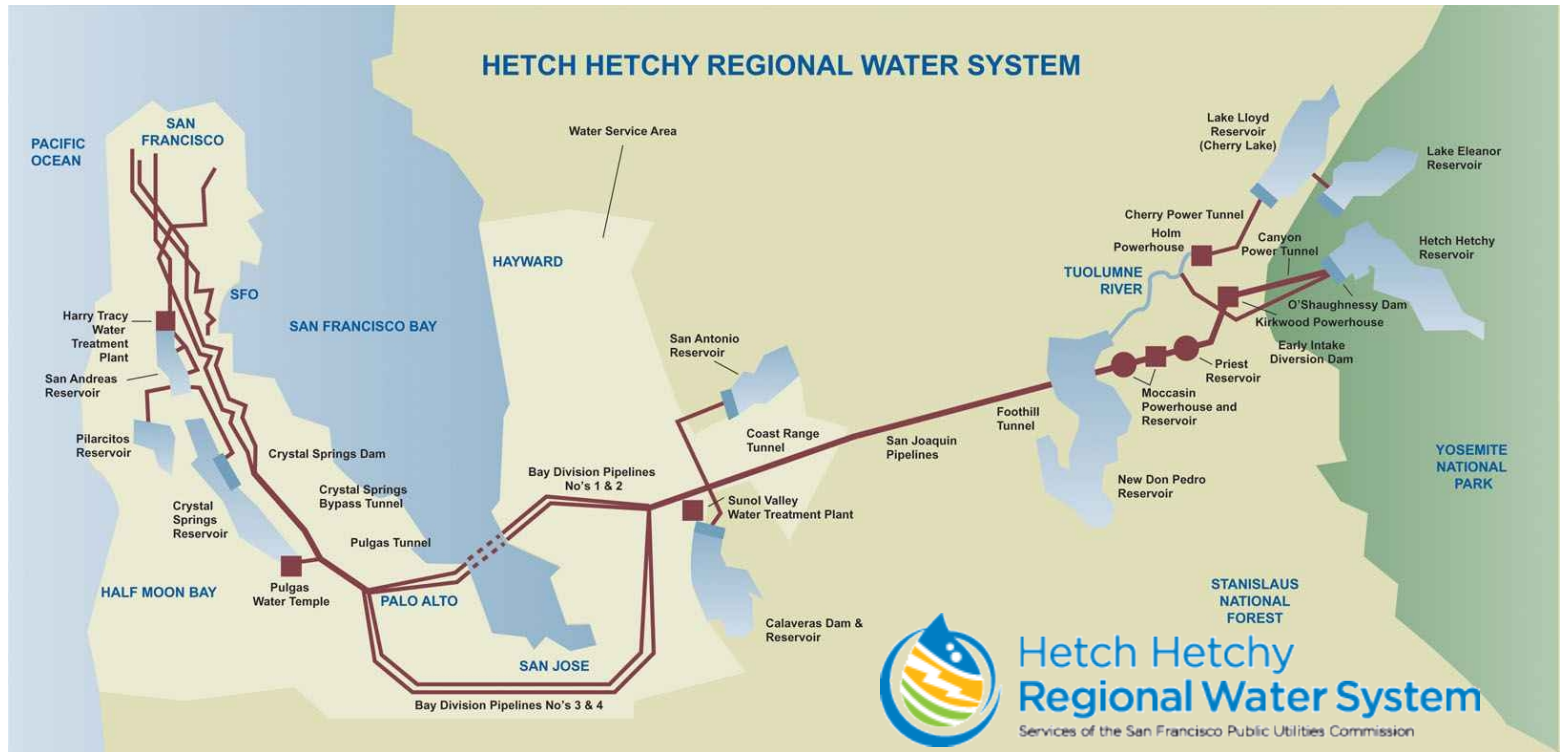 HETCH HETCHY REGIONAL WATER SYSTEM
PACIFIC
OCEAN
SAN
FRANCISCO
Water Service Area
Lake Lloyd
Reservoir
(Cherry Lake)
Lake Eleanor
Reservoir
Cherry Power Tunnel
Holm
Powerhouse
Canyon
Power Tunnel
Hetch Hetchy
Reservoir
HAYWARD
TUOLUMNE
RIVER
SFO
O'Shaughnessy Dam
Kirkwood Powerhouse
Harry Tracy
Water
Treatment
Plant
SAN FRANCISCO BAY
San Antonio
Reservoir
Early Intake
Diversion Dam
Priest
Reservoir
San Andreas
Reservoir
Moccasin
Powerhouse and
Reservoir
Foothill
Tunnel
Pilarcitos
Reservoir
Coast Range
Tunnel
San Joaquin
Pipelines
Crystal Springs Dam
Bay Division Pipelines
No's 1 & 2
YOSEMITE
NATIONAL
PARK
New Don Pedro
Reservoir
Crystal Springs
Bypass Tunnel
Crystal
Springs
Reservoir
Sunol Valley
Water Treatment Plant
Pulgas Tunnel
Pulgas
Water Temple
HALF MOON BAY
PALO ALTO
STANISLAUS
NATIONAL
FOREST
Calaveras Dam &
Reservoir
SAN JOSE
Bay Division Pipelines No's 3 & 4
Hetch Hetchy
Regional Water System
Services of the San Francisco Public Utilities Commission